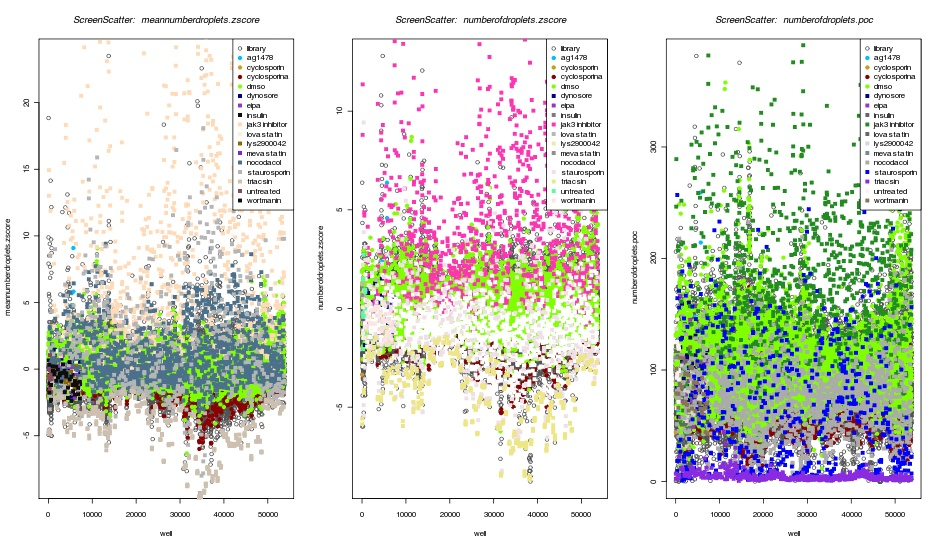 ScreenScatter: meannumberdroplets.zscore
meannumberdroplets.zscore
20
15
10
5
0
-5
0 10000 20000 30000 40000 50000
well
library
ag1478
cyclosporin
cyclosporina
dmso
dynosore
eipa
insulin
jak3 inhibitor
lovastatin
lys2900042
nevastatin
nocodacol
staurosporin
triacsin
untreated
wortmanin
ScreenScatter: numberofdroplets.zscore
numberofdroplets.zscore
10
5
0
-5
0 10000 20000 30000 40000 50000
well
library
ag1478
cyclosporin
cyclosporina
dmso
dynosore
eipa
insulin
jak3 inhibitor
lovastatin
lys2900042
mevastatin
nocodacol
staurosporin
triacsin
untreated
wortmanin
ScreenScatter: numberofdroplets.poc
numberofdroplets.poc
300
200
100
0
0 10000 20000 30000 40000 50000
well
library
ag1478
cyclosporin
cyclosporina
dmso
dynosore
eipa
insulin
jak3 inhibitor
lovastatin
lys2900042
mevastatin
nocodacol
staurosporin
triacsin
untreated
wortmanin